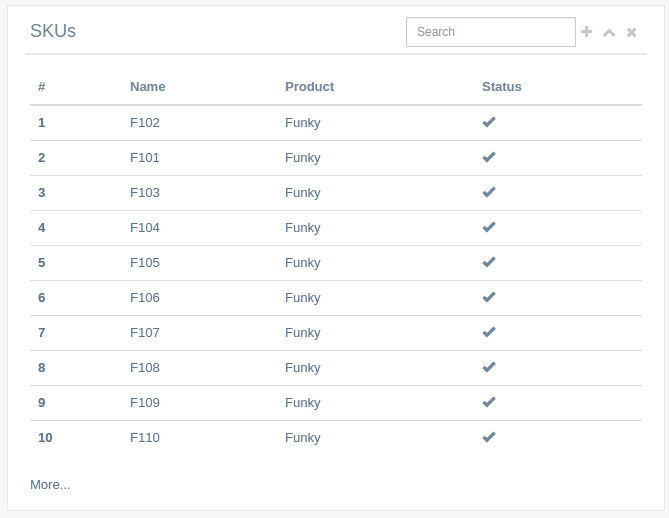 SKUs Search
# Name Product Status
1 F102 Funky
2 F101 Funky
3 F103 Funky
4 F104 Funky
5 F105 Funky
6 F106 Funky
7 F107 Funky
8 F108 Funky
9 F109 Funky
10 F110 Funky
More...